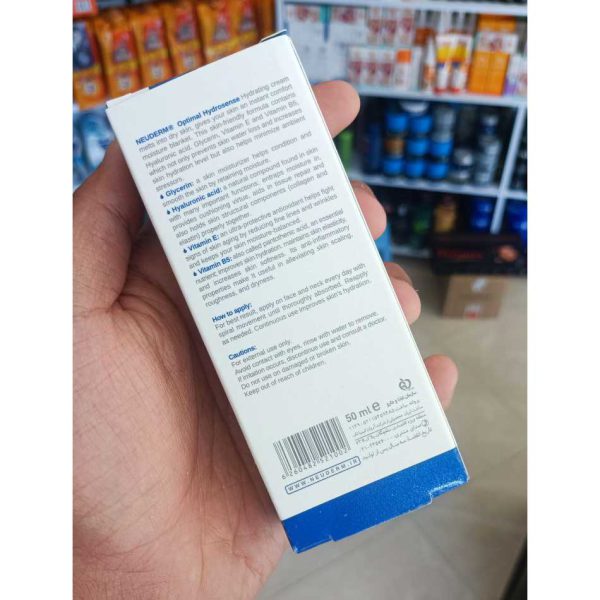 NEUDERM® Optimal Hydrosense Hydrating cream
melts into dry skin, gives your skin an instant comfort
moisture blanket. This skin-friendly formula contains
Hyaluronic acid, Glycerin, Vitamin E and Vitamin B5,
which not only prevents skin water loss and increases
skin hydration level but also helps minimize ambient
stressors.
Glycerin: a skin moisturizer helps condition and
smooth the skin by retaining moisture.
Hyaluronic acid: a natural compound found in skin
with many important functions: entraps moisture in,
provides cushioning virtue, aids in tissue repair and
also holds skin structural components (collagen and
elastin) properly together.
Vitamin E: an ultra-protective antioxidant helps fight
signs of skin aging by reducing fine lines and wrinkles
and keeps your skin moisture-balanced.
Vitamin B5: also called pantothenic acid, an essential
nutrient improves skin hydration, maintains skin elasticity,
and increases skin softness. Its anti-inflammatory
properties make it useful in alleviating skin scaling,
roughness, and dryness.
How to apply:
For best result, apply on face and neck every day with
spiral movement until thoroughly absorbed. Reapply
as needed. Continuous use improves skin's hydration.
Cautions:
For external use only.
Avoid contact with eyes, rinse with water to remove.
If irritation occurs, discontinue use and consult a doctor.
Do not use on damaged or broken skin.
Keep out of reach of children.
50 ml e
سازمان غذا و دارو
6 260482 121002
WWW.NEUDERM.IR